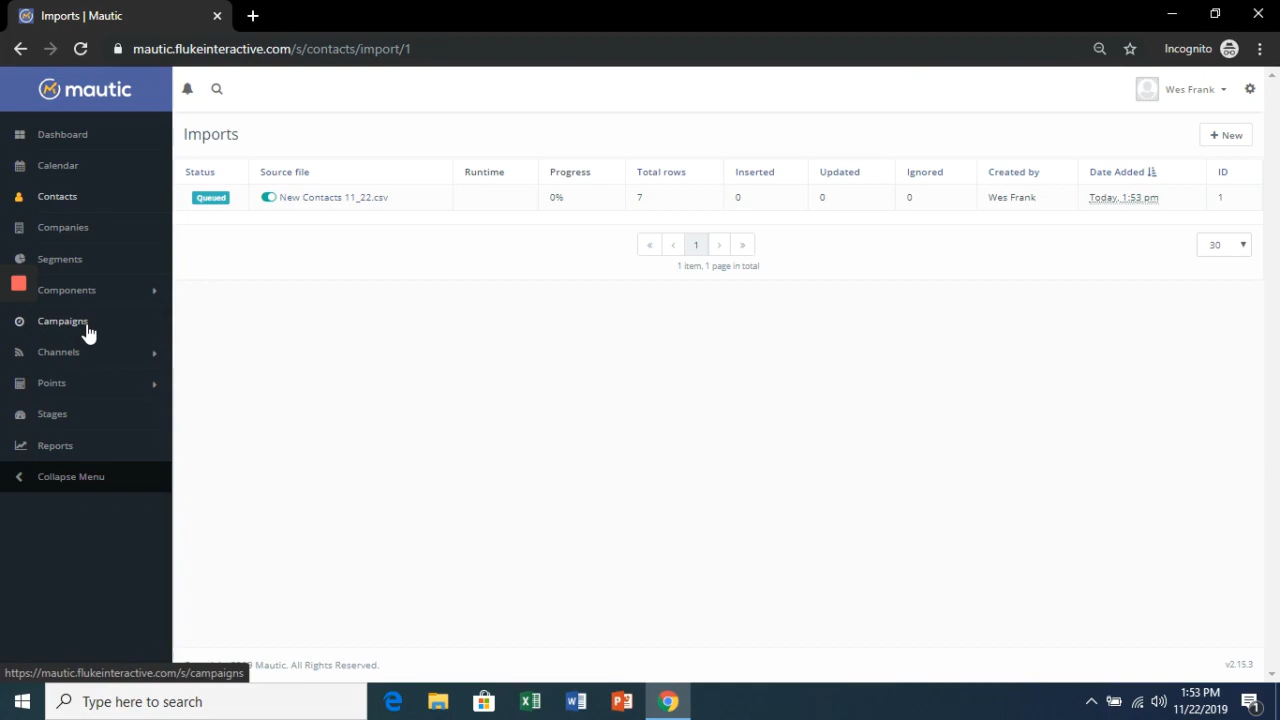 Imports | Mautic
mautic.flukeinteractive.com/s/contacts/import/1
Incognito
mautic
Wes Frank
Dashboard
Calendar
Contacts
Companies
Segments
Components
Campaigns
Channels
Points
Stages
Reports
Collapse Menu
Imports
+ New
Status Source file Runtime Progress Total rows Inserted Updated Ignored Created by Date Added ID
Queued New Contacts 11_22.csv 0% 7 0 0 0 Wes Frank Today, 1:53 pm 1
« ‹ 1 › »
30
1 item, 1 page in total
Mautic. All Rights Reserved.
v2.15.3
https://mautic.flukeinteractive.com/s/campaigns
Type here to search
1:53 PM
11/22/2019
1